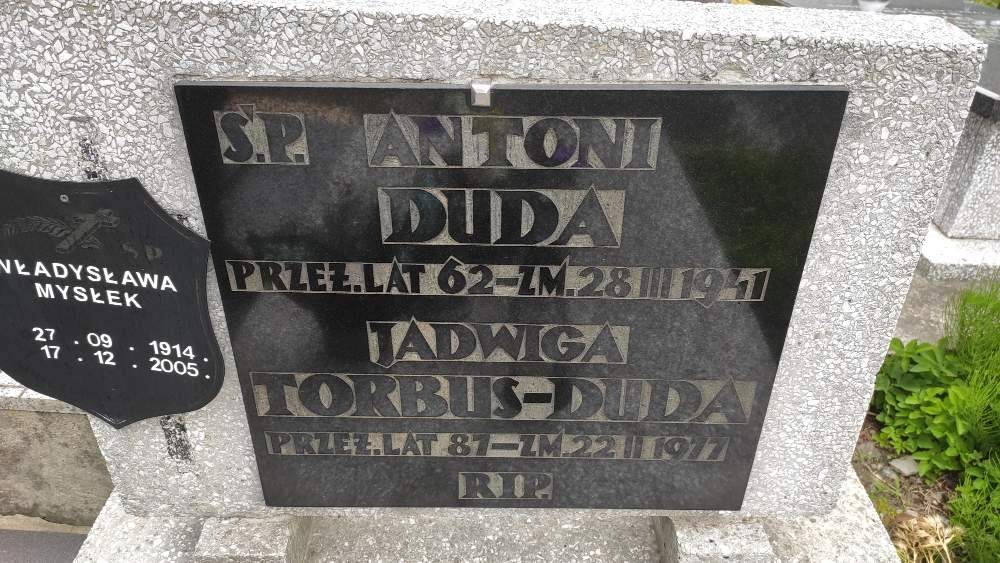 Ś.P. ANTONI
DUDA
PRZEŻ.LAT 62-ZM.28 III 1941
JADWIGA
TORBUS-DUDA
PRZEŻ.LAT 87-ZM.22 II 1977
RIP.
Ś P
WŁADYSŁAWA
MYSŁEK
27 . 09 . 1914 .
17 . 12 . 2005 .